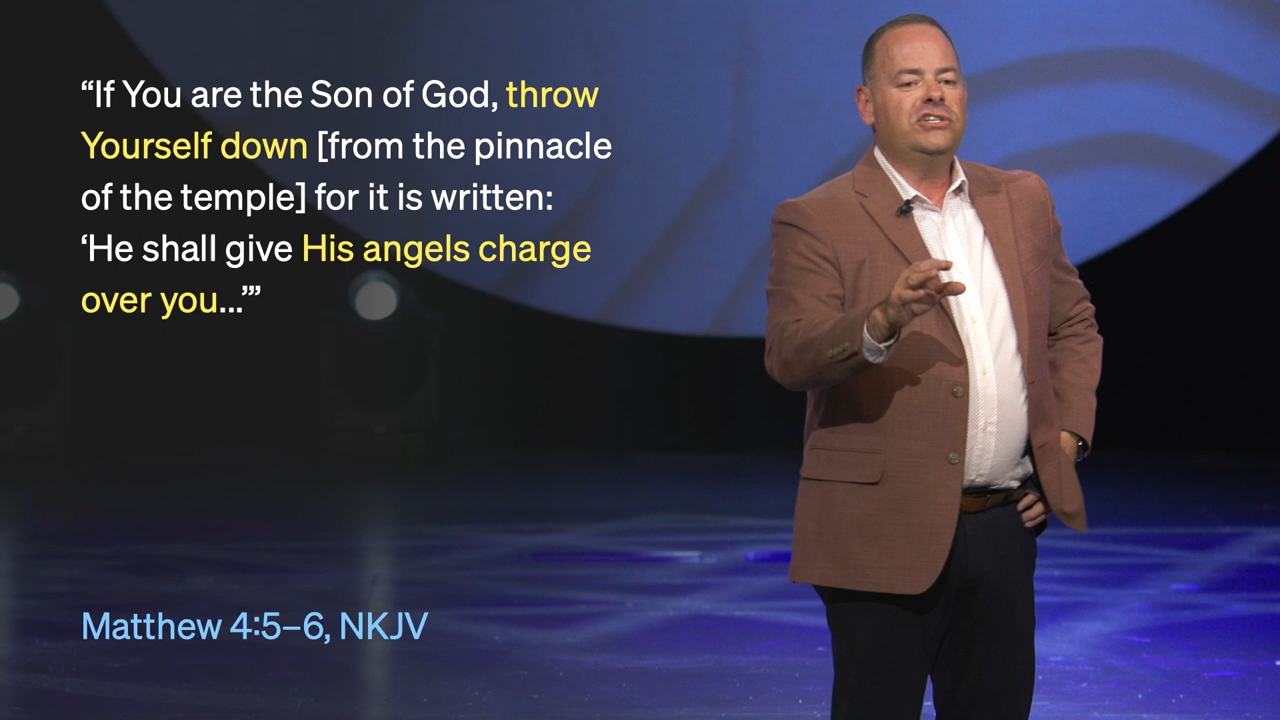 “If You are the Son of God, throw
Yourself down [from the pinnacle
of the temple] for it is written:
‘He shall give His angels charge
over you...’”
Matthew 4:5–6, NKJV